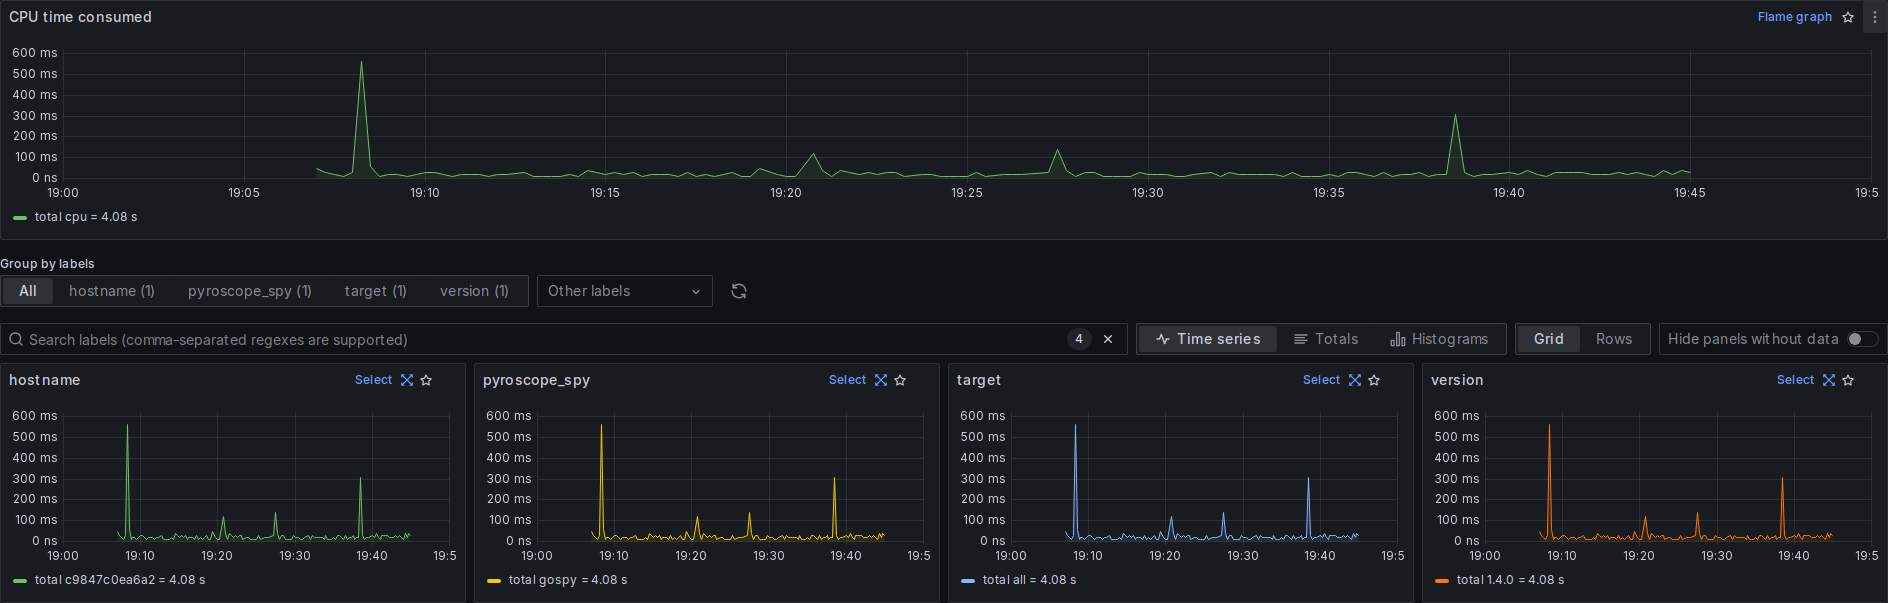 CPU time consumed
Flame graph
600 ms
500 ms
400 ms
300 ms
200 ms
100 ms
0 ns
19:00 19:05 19:10 19:15 19:20 19:25 19:30 19:35 19:40 19:45 19:5
total cpu = 4.08 s
Group by labels
All hostname (1) pyroscope_spy (1) target (1) version (1) Other labels
Search labels (comma-separated regexes are supported) 4 Time series Totals Histograms Grid Rows Hide panels without data
hostname Select
600 ms
500 ms
400 ms
300 ms
200 ms
100 ms
0 ns
19:00 19:10 19:20 19:30 19:40 19:5
total c9847c0ea6a2 = 4.08 s
pyroscope_spy Select
600 ms
500 ms
400 ms
300 ms
200 ms
100 ms
0 ns
19:00 19:10 19:20 19:30 19:40 19:5
total gospy = 4.08 s
target Select
600 ms
500 ms
400 ms
300 ms
200 ms
100 ms
0 ns
19:00 19:10 19:20 19:30 19:40 19:5
total all = 4.08 s
version Select
600 ms
500 ms
400 ms
300 ms
200 ms
100 ms
0 ns
19:00 19:10 19:20 19:30 19:40 19:5
total 1.4.0 = 4.08 s